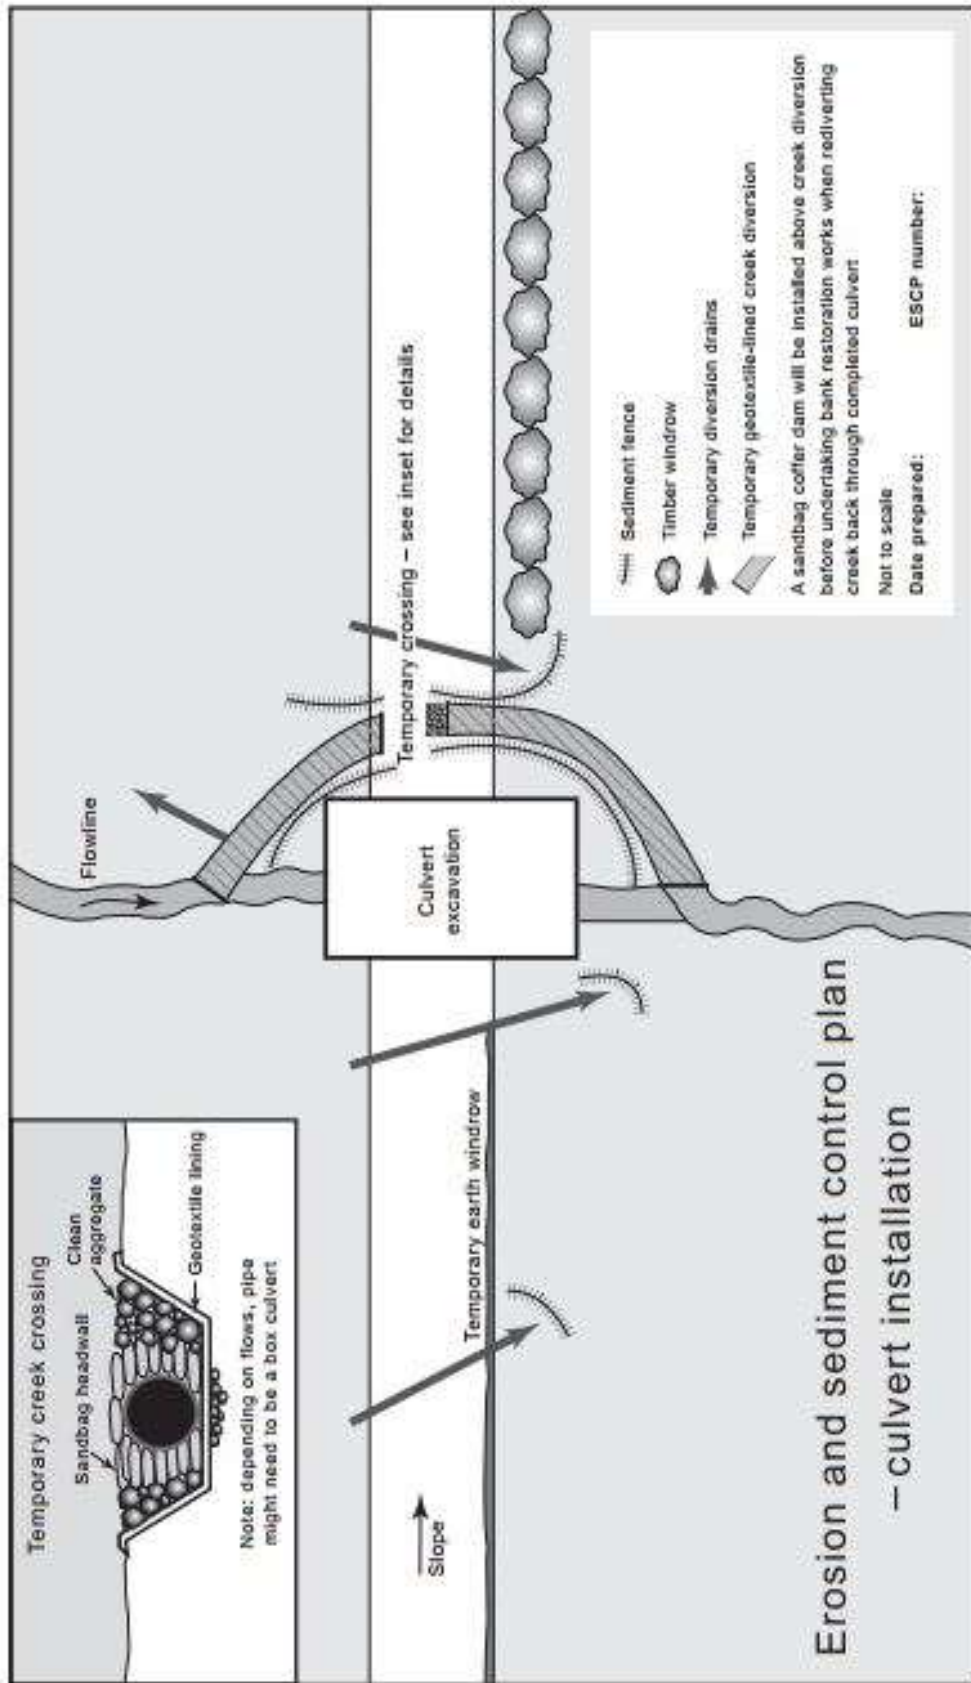 Temporary creek crossing
Sandbag headwall
Clean
aggregate
Geotextile lining
Note: depending on flows, pipe
might need to be a box culvert
Flowline
Slope
Temporary earth windrow
Culvert
excavation
Temporary crossing – see inset for details
Erosion and sediment control plan
– culvert installation
Sediment fence
Timber windrow
Temporary diversion drains
Temporary geotextile-lined creek diversion
A sandbag coffer dam will be installed above creek diversion
before undertaking bank restoration works when rediverting
creek back through completed culvert
Not to scale
Date prepared:
ESCP number: